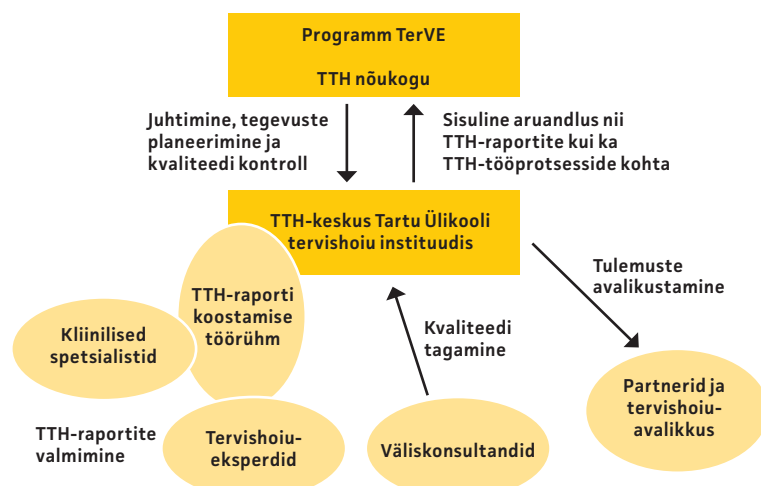 Programm TerVE
TTH nõukogu
Juhtimine, tegevuste
planeerimine ja
kvaliteedi kontroll
Sisuline aruandlus nii
TTH-raportite kui ka
TTH-tööprotsesside kohta
TTH-keskus Tartu Ülikooli
tervishoiu instituudis
TTH-raporti
koostamise
töörühm
Kliinilised
spetsialistid
Tulemuste
avalikustamine
Kvaliteedi
tagamine
Partnerid ja
tervishoiu-
avalikkus
TTH-raportite
valmimine
Tervishoiu-
eksperdid
Väliskonsultandid